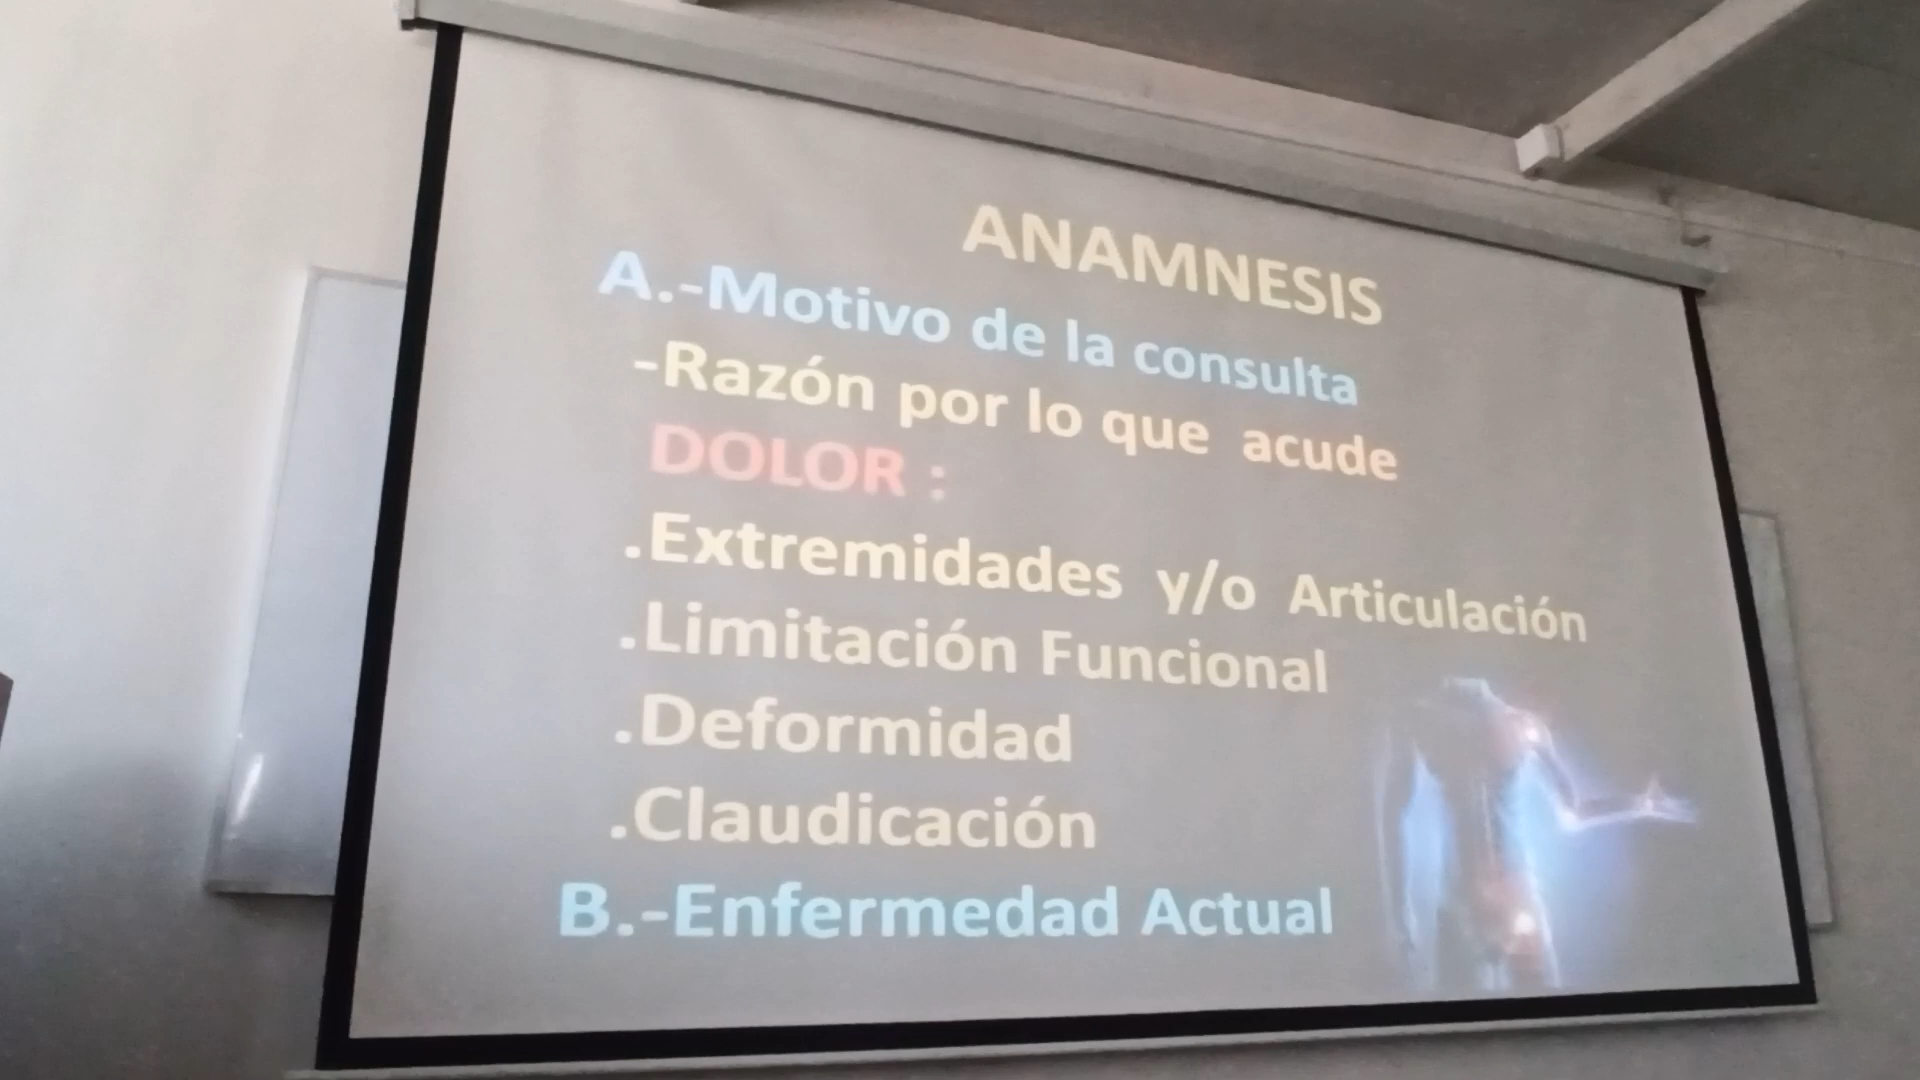 ANAMNESIS
A.-Motivo de la consulta
-Razón por lo que acude
DOLOR :
.Extremidades y/o Articulación
.Limitación Funcional
.Deformidad
.Claudicación
B.-Enfermedad Actual